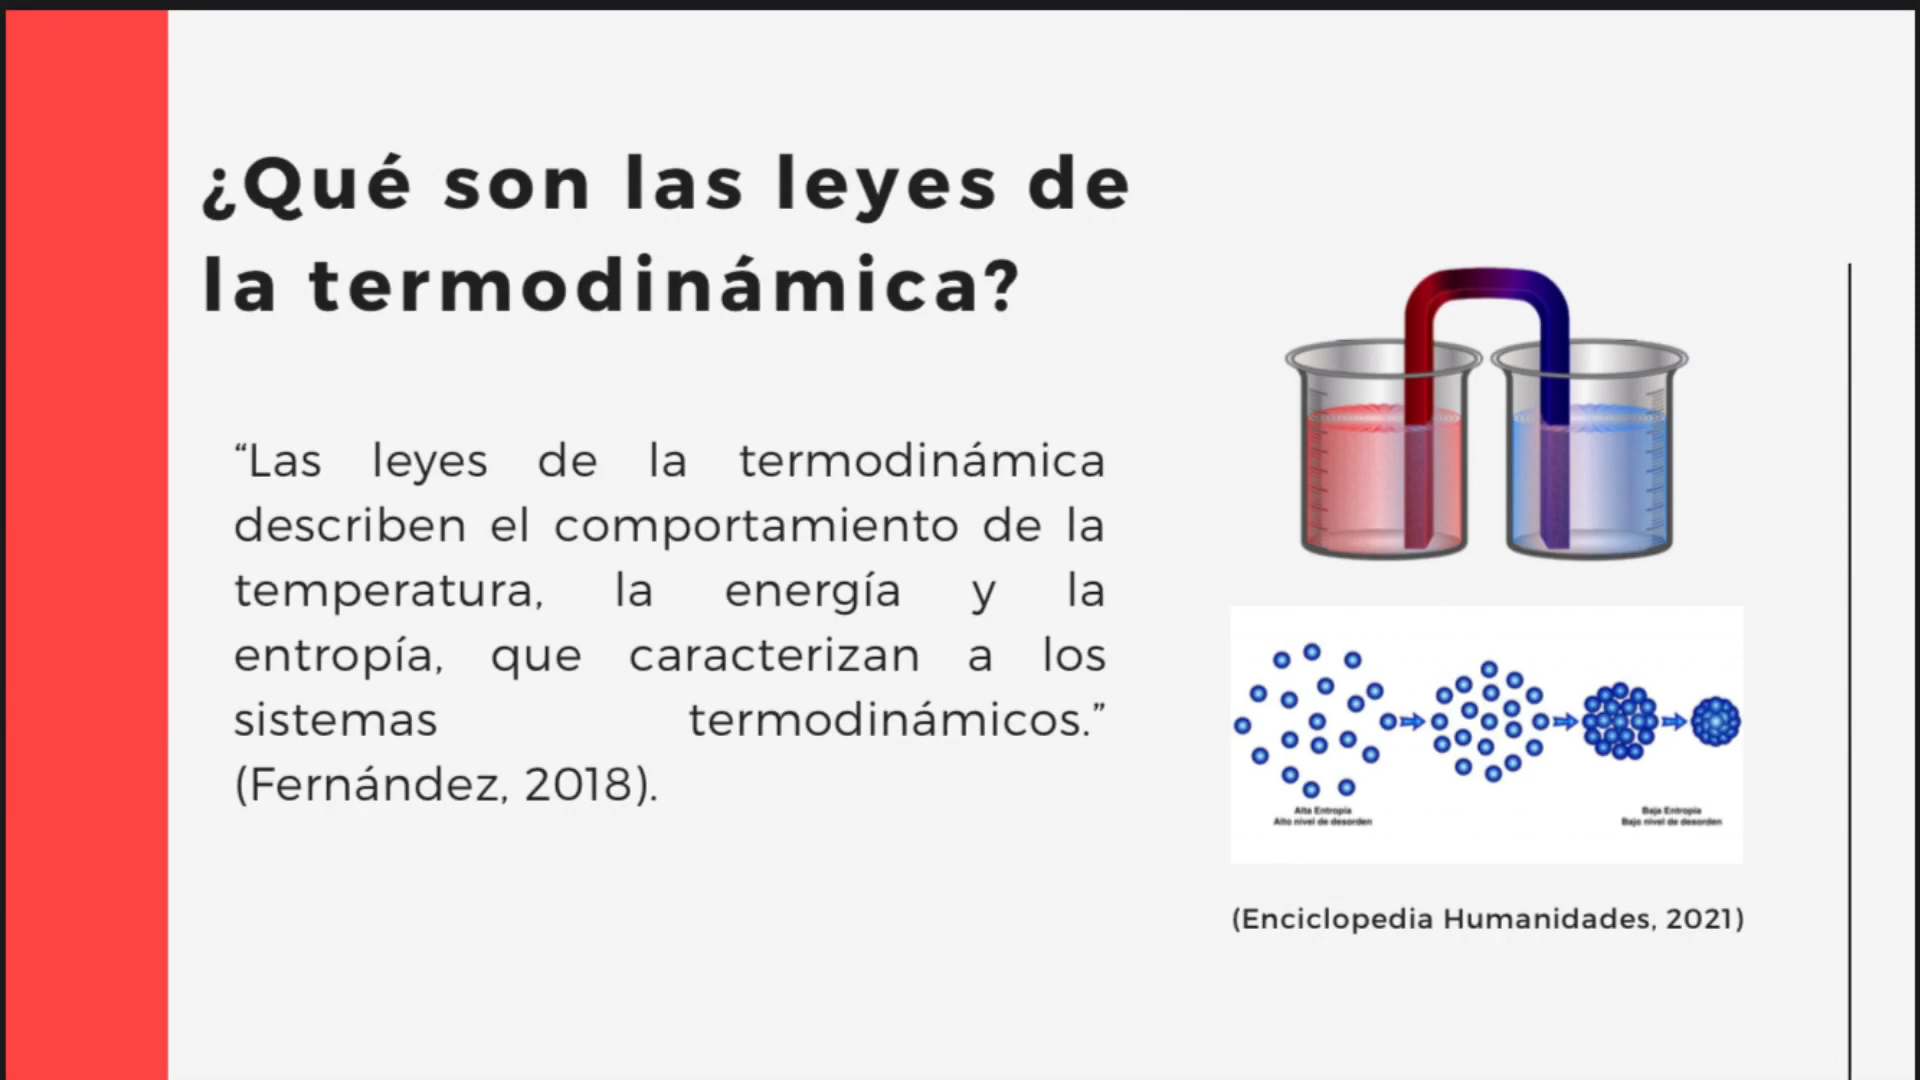 ¿Qué son las leyes de
la termodinámica?
“Las leyes de la termodinámica
describen el comportamiento de la
temperatura, la energía y la
entropía, que caracterizan a los
sistemas termodinámicos.”
(Fernández, 2018).
Alta Entropía
Alto nivel de desorden
Baja Entropía
Bajo nivel de desorden
(Enciclopedia Humanidades, 2021)